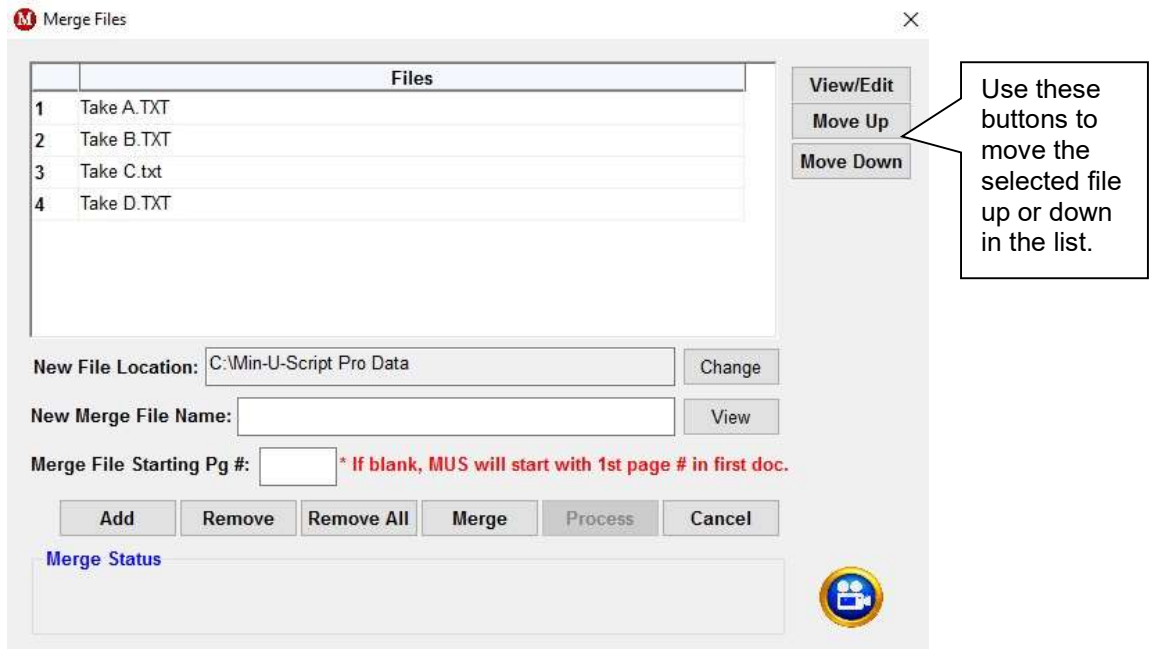 M Merge Files
Files
1 Take A.TXT
2 Take B.TXT
3 Take C.txt
4 Take D.TXT
View/Edit
Move Up
Move Down
Use these
buttons to
move the
selected file
up or down
in the list.
New File Location: C:\Min-U-Script Pro Data Change
New Merge File Name: View
Merge File Starting Pg #: * If blank, MUS will start with 1st page # in first doc.
Add Remove Remove All Merge Process Cancel
Merge Status